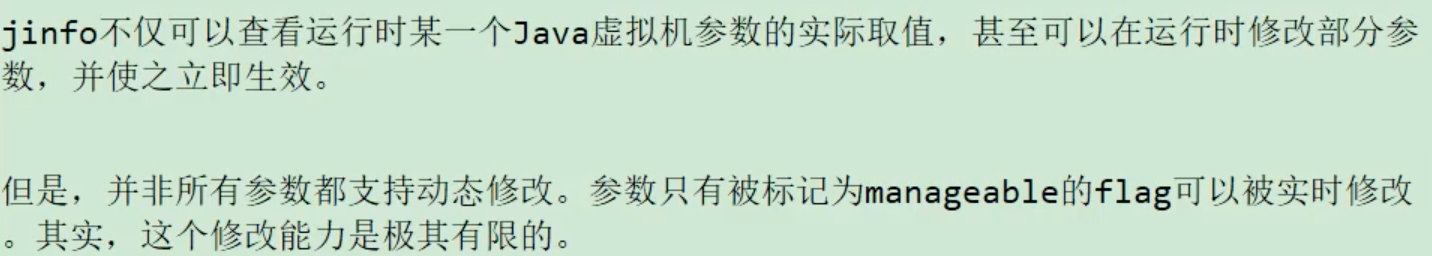 jinfo不仅可以查看运行时某一个Java虚拟机参数的实际取值，甚至可以在运行时修改部分参
数，并使之立即生效。
但是，并非所有参数都支持动态修改。参数只有被标记为manageable的flag可以被实时修改
。其实，这个修改能力是极其有限的。